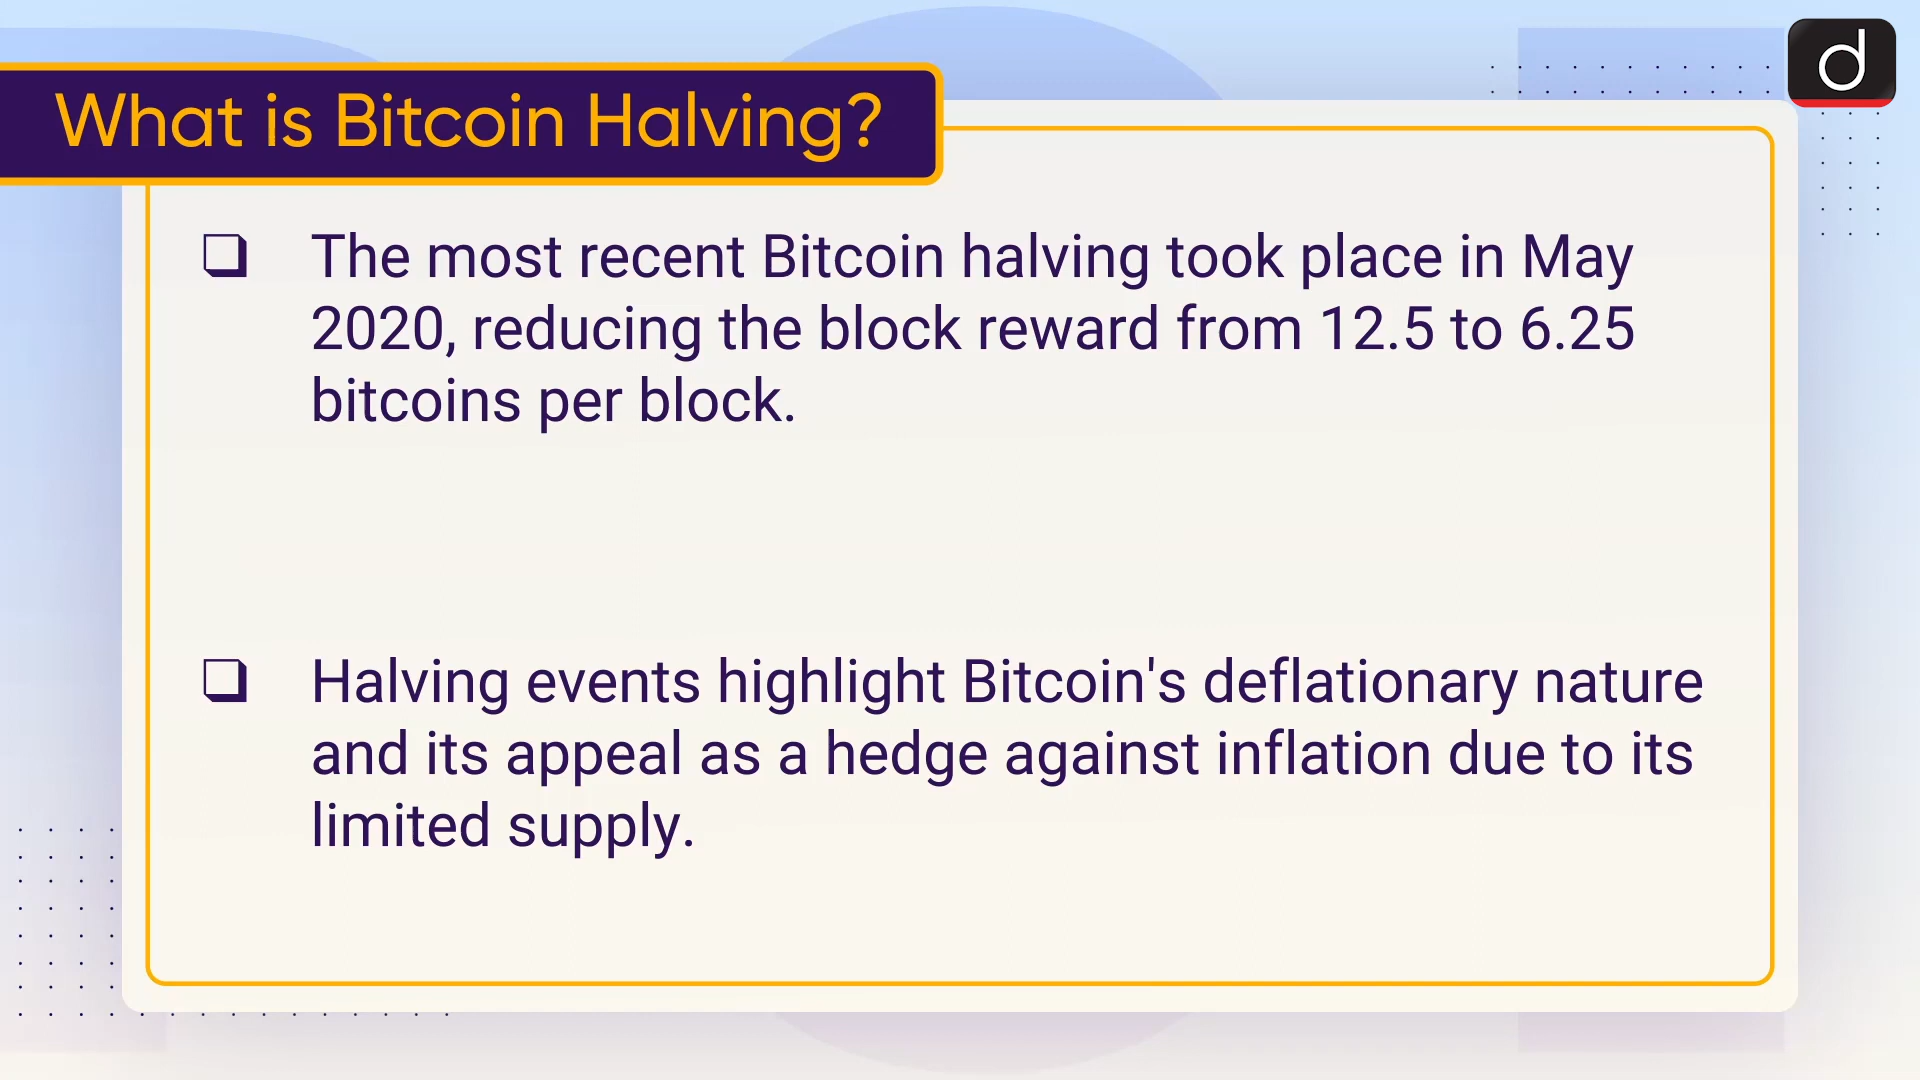 What is Bitcoin Halving?
d
The most recent Bitcoin halving took place in May
2020, reducing the block reward from 12.5 to 6.25
bitcoins per block.
Halving events highlight Bitcoin's deflationary nature
and its appeal as a hedge against inflation due to its
limited supply.